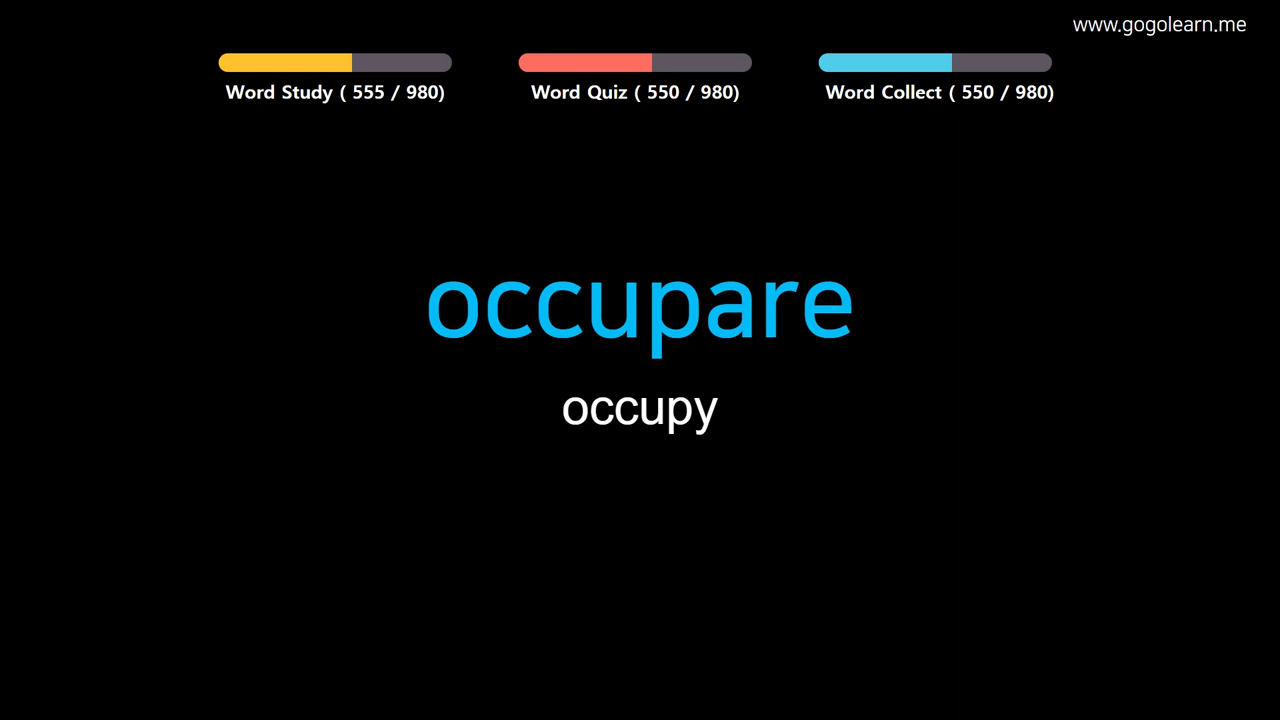 www.gogolearn.me
Word Study ( 555 / 980)
Word Quiz ( 550 / 980)
Word Collect ( 550 / 980)
occupare
occupy